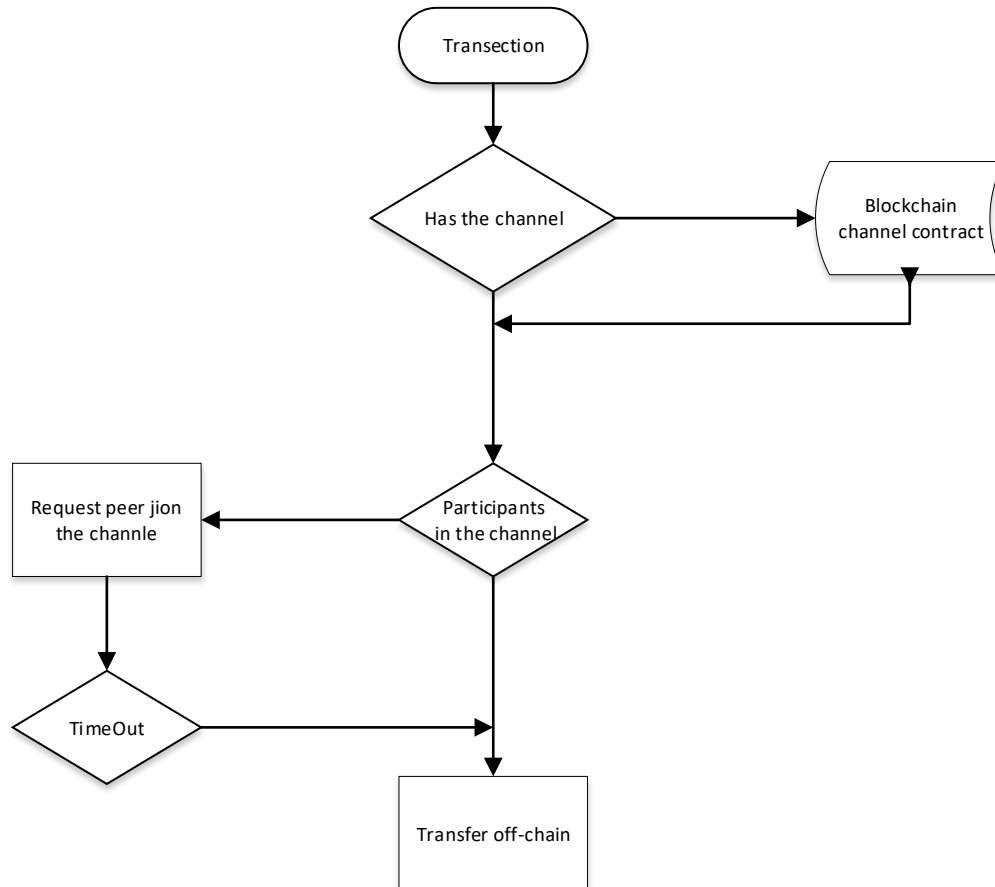 Transection
Has the channel
Blockchain
channel contract
Participants
in the channel
Request peer jion
the channle
TimeOut
Transfer off-chain